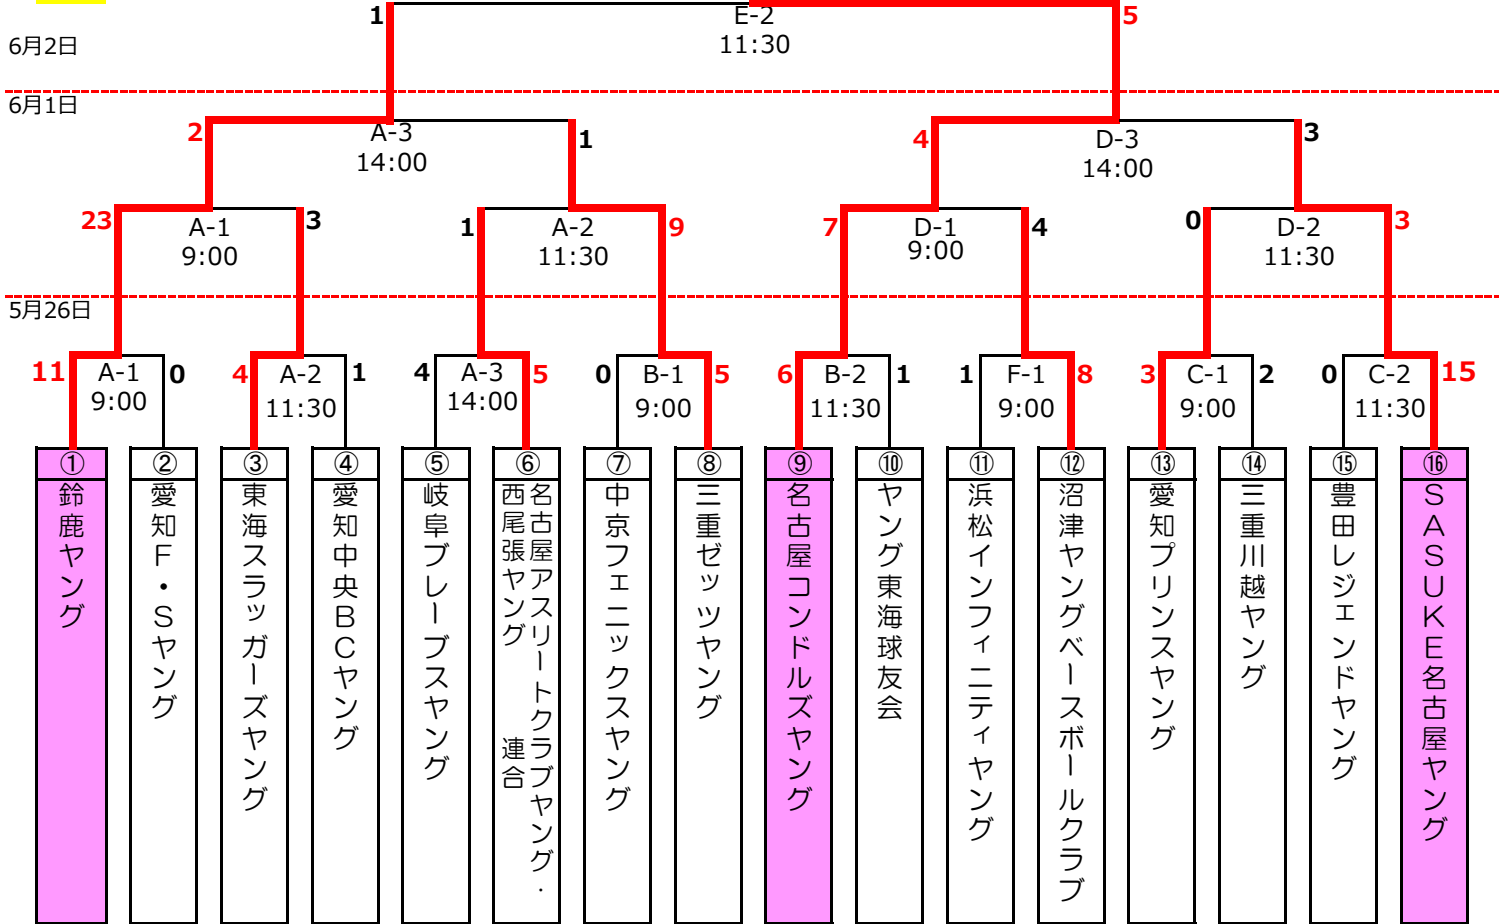 1 E-2 5
6月2日 11:30
6月1日
2 A-3 1 4 D-3 3
14:00 14:00
23 A-1 3 1 A-2 9 7 D-1 4 0 D-2 3
9:00 11:30 9:00 11:30
5月26日
11 A-1 0 4 A-2 1 4 A-3 5 0 B-1 5 6 B-2 1 1 F-1 8 3 C-1 2 0 C-2 15
9:00 11:30 14:00 9:00 11:30 9:00 9:00 11:30
① ② ③ ④ ⑤ ⑥ ⑦ ⑧ ⑨ ⑩ ⑪ ⑫ ⑬ ⑭ ⑮ ⑯
鈴鹿ヤング
愛知F・Sヤング
東海スラッガーズヤング
愛知中央BCヤング
岐阜ブレーブスヤング
名古屋アスリートクラブヤング・
西尾張ヤング 連合
中京フェニックスヤング
三重ゼッツヤング
名古屋コンドルズヤング
ヤング東海球友会
浜松インフィニティヤング
沼津ヤングベースボールクラブ
愛知プリンスヤング
三重川越ヤング
豊田レジェンドヤング
SASUKE名古屋ヤング